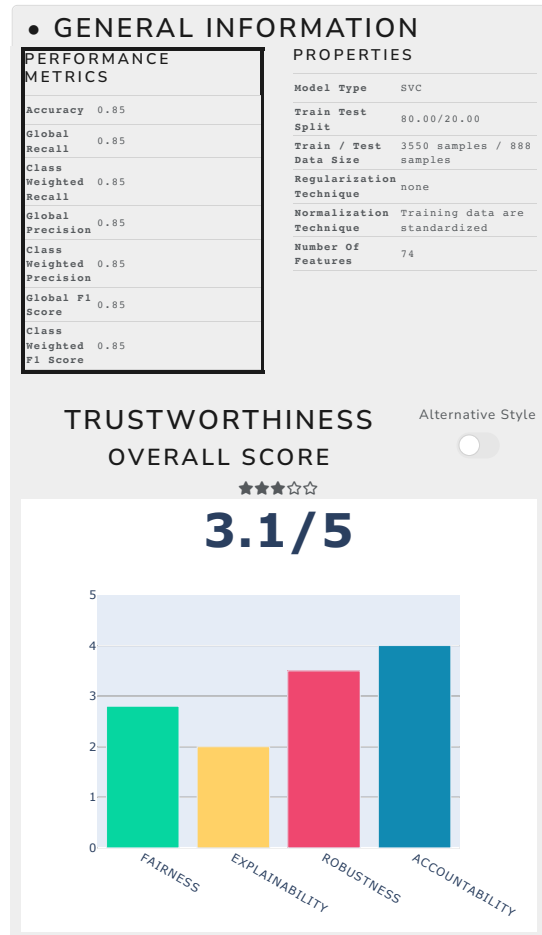 • GENERAL INFORMATION
PERFORMANCE
METRICS
Accuracy 0.85
Global
Recall 0.85
Class
Weighted 0.85
Recall
Global
Precision 0.85
Class
Weighted 0.85
Precision
Global F1
Score 0.85
Class
Weighted 0.85
F1 Score
PROPERTIES
Model Type SVC
Train Test
Split 80.00/20.00
Train / Test 3550 samples / 888
Data Size samples
Regularization
Technique none
Normalization Training data are
Technique standardized
Number Of
Features 74
TRUSTWORTHINESS
Alternative Style
OVERALL SCORE
3.1/5
5
4
3
2
1
0
FAIRNESS
EXPLAINABILITY
ROBUSTNESS
ACCOUNTABILITY